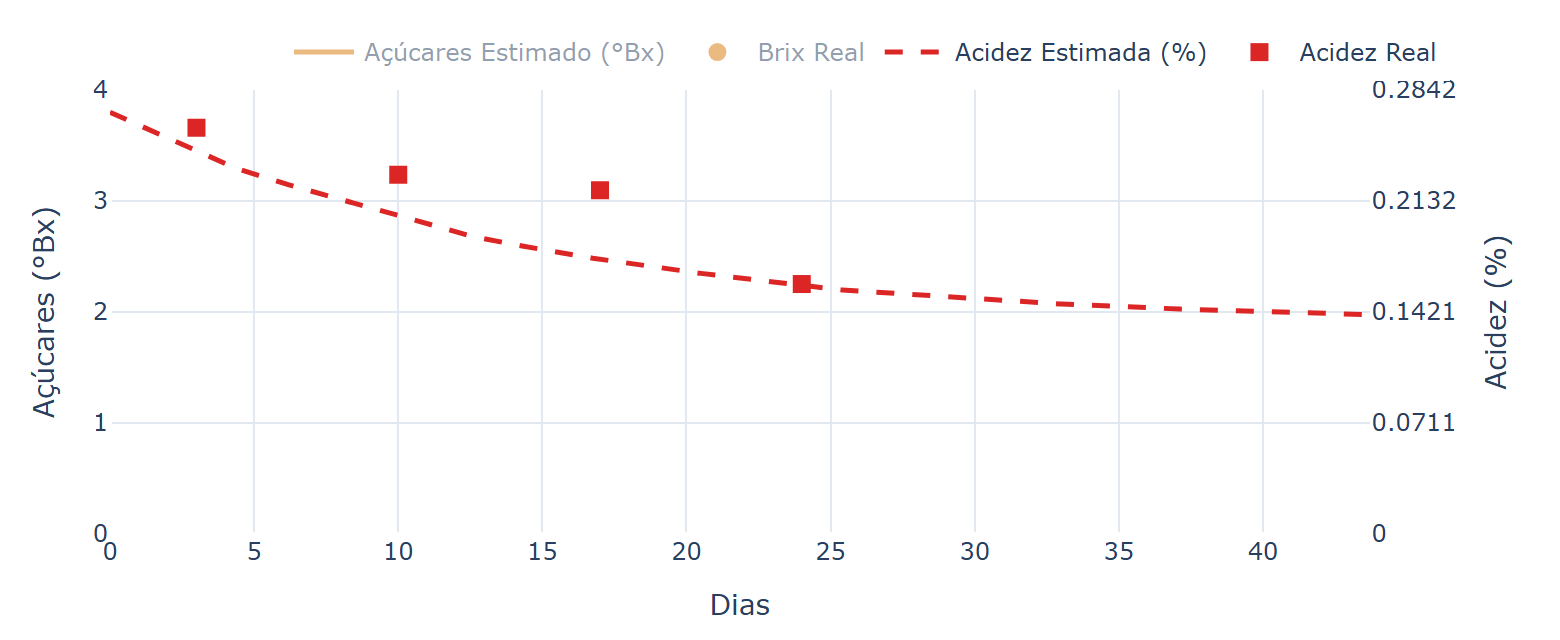 Açúcares Estimado (°Bx) Brix Real Acidez Estimada (%) Acidez Real
4
3
2
1
0
Açúcares (°Bx)
0.2842
0.2132
0.1421
0.0711
0
Acidez (%)
0 5 10 15 20 25 30 35 40
Dias